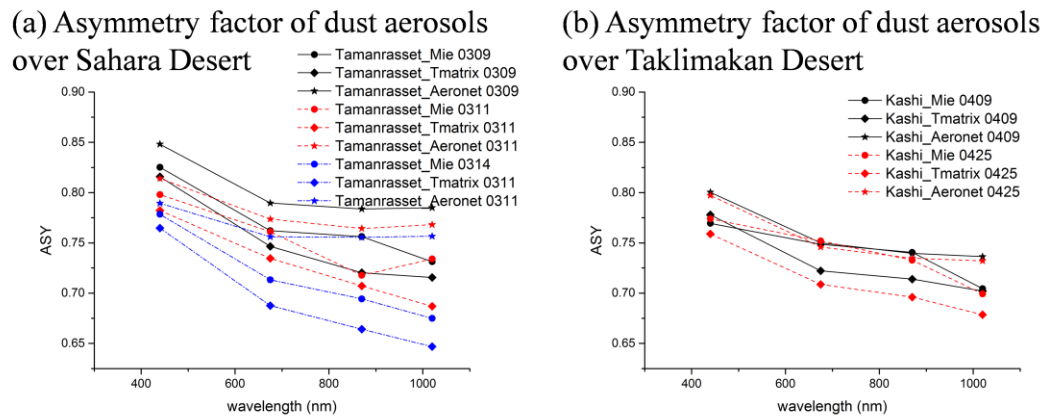 (a) Asymmetry factor of dust aerosols
over Sahara Desert
Tamanrasset_Mie 0309
Tamanrasset_Tmatrix 0309
Tamanrasset_Aeronet 0309
Tamanrasset_Mie 0311
Tamanrasset_Tmatrix 0311
Tamanrasset_Aeronet 0311
Tamanrasset_Mie 0314
Tamanrasset_Tmatrix 0311
Tamanrasset_Aeronet 0311
0.90
0.85
0.80
0.75
0.70
0.65
ASY
400 600 800 1000
wavelength (nm)
(b) Asymmetry factor of dust aerosols
over Taklimakan Desert
Kashi_Mie 0409
Kashi_Tmatrix 0409
Kashi_Aeronet 0409
Kashi_Mie 0425
Kashi_Tmatrix 0425
Kashi_Aeronet 0425
0.90
0.85
0.80
0.75
0.70
0.65
ASY
400 600 800 1000
wavelength (nm)